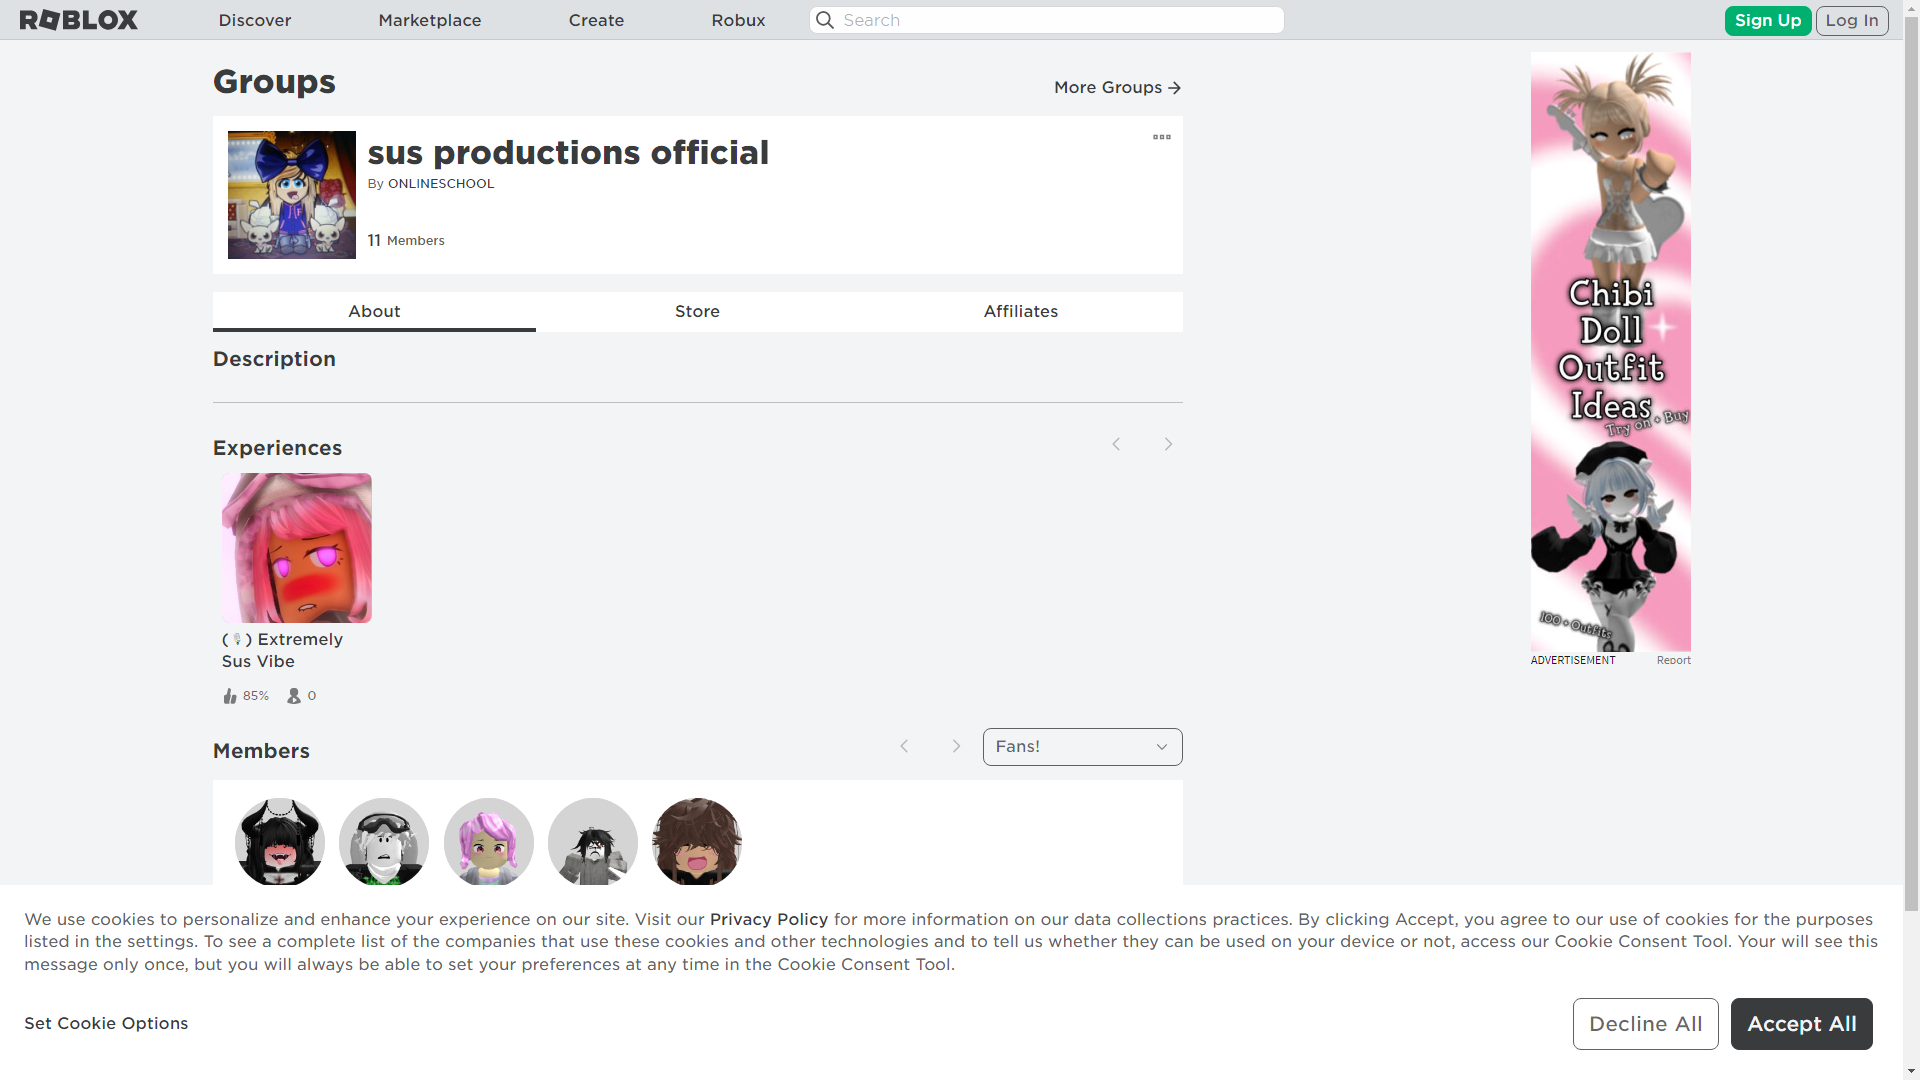 ROBLOX
Discover
Marketplace
Create
Robux
Search
Sign Up
Log In
Groups
More Groups
sus productions official
By ONLINESCHOOL
11 Members
About
Store
Affiliates
Description
Experiences
(🎙️) Extremely
Sus Vibe
85%
0
Members
Fans!
Chibi
Doll
Outfit
Ideas
Try on + Buy
100 + Outfits
ADVERTISEMENT
Report
We use cookies to personalize and enhance your experience on our site. Visit our Privacy Policy for more information on our data collections practices. By clicking Accept, you agree to our use of cookies for the purposes
listed in the settings. To see a complete list of the companies that use these cookies and other technologies and to tell us whether they can be used on your device or not, access our Cookie Consent Tool. Your will see this
message only once, but you will always be able to set your preferences at any time in the Cookie Consent Tool.
Set Cookie Options
Decline All
Accept All